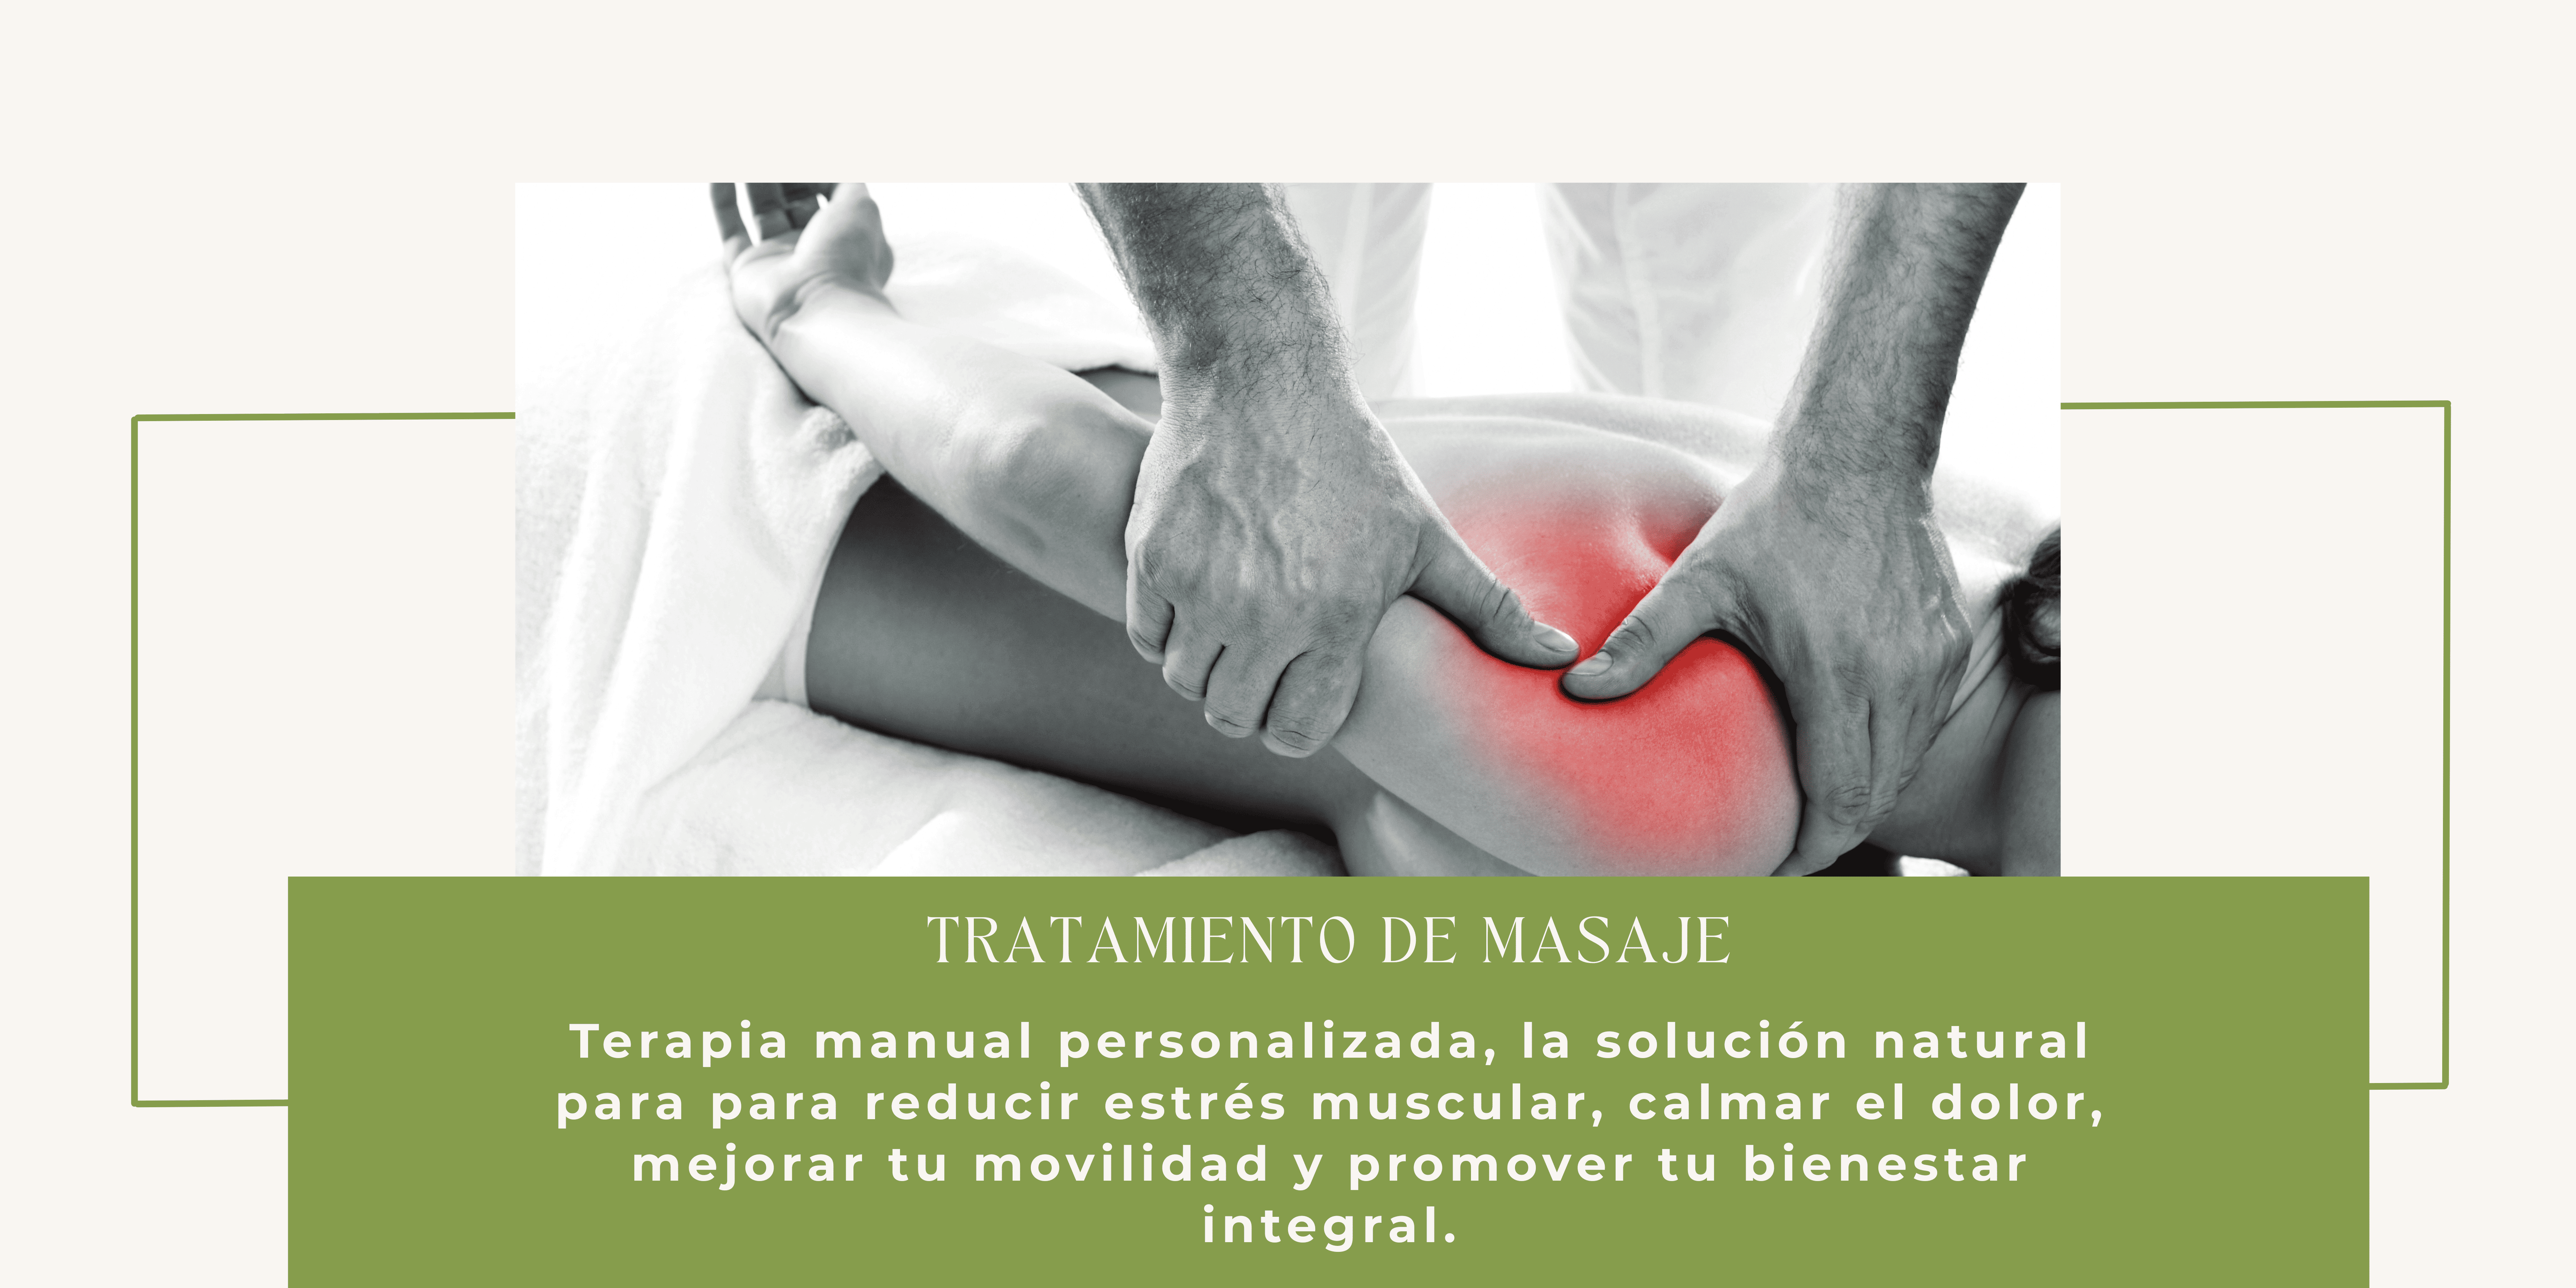 TRATAMIENTO DE MASAJE
Terapia manual personalizada, la solución natural
para para reducir estrés muscular, calmar el dolor,
mejorar tu movilidad y promover tu bienestar
integral.